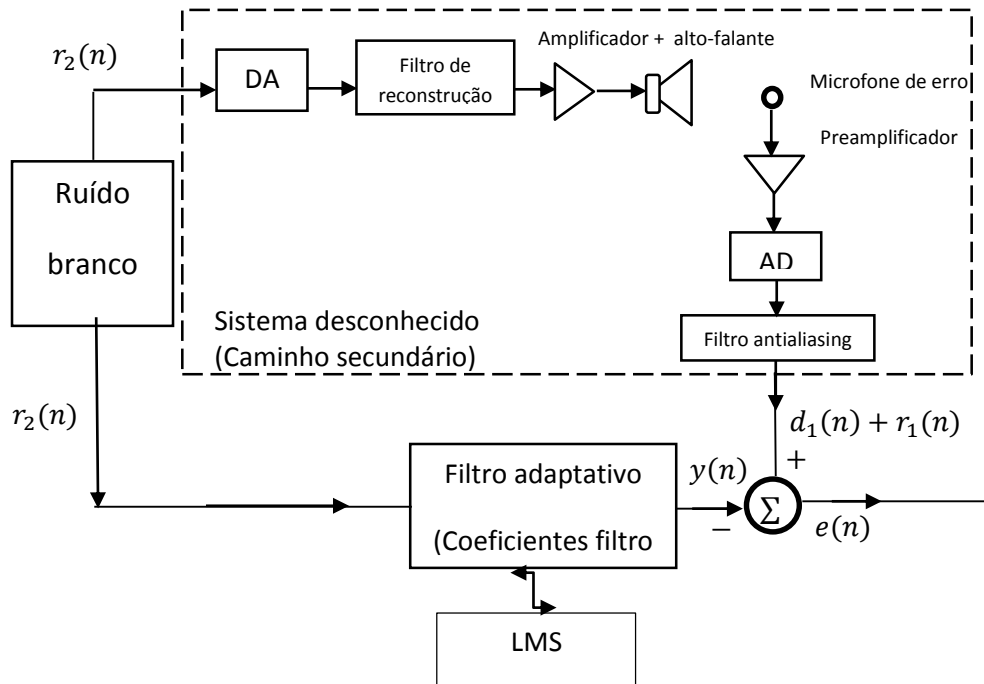 r₂(n)
DA
Filtro de
reconstrução
Amplificador + alto-falante
Microfone de erro
Preamplificador
Ruído
branco
AD
Sistema desconhecido
(Caminho secundário)
Filtro antialiasing
r₂(n)
d₁(n) + r₁(n)
Filtro adaptativo
(Coeficientes filtro
y(n)
+
−
Σ
e(n)
LMS